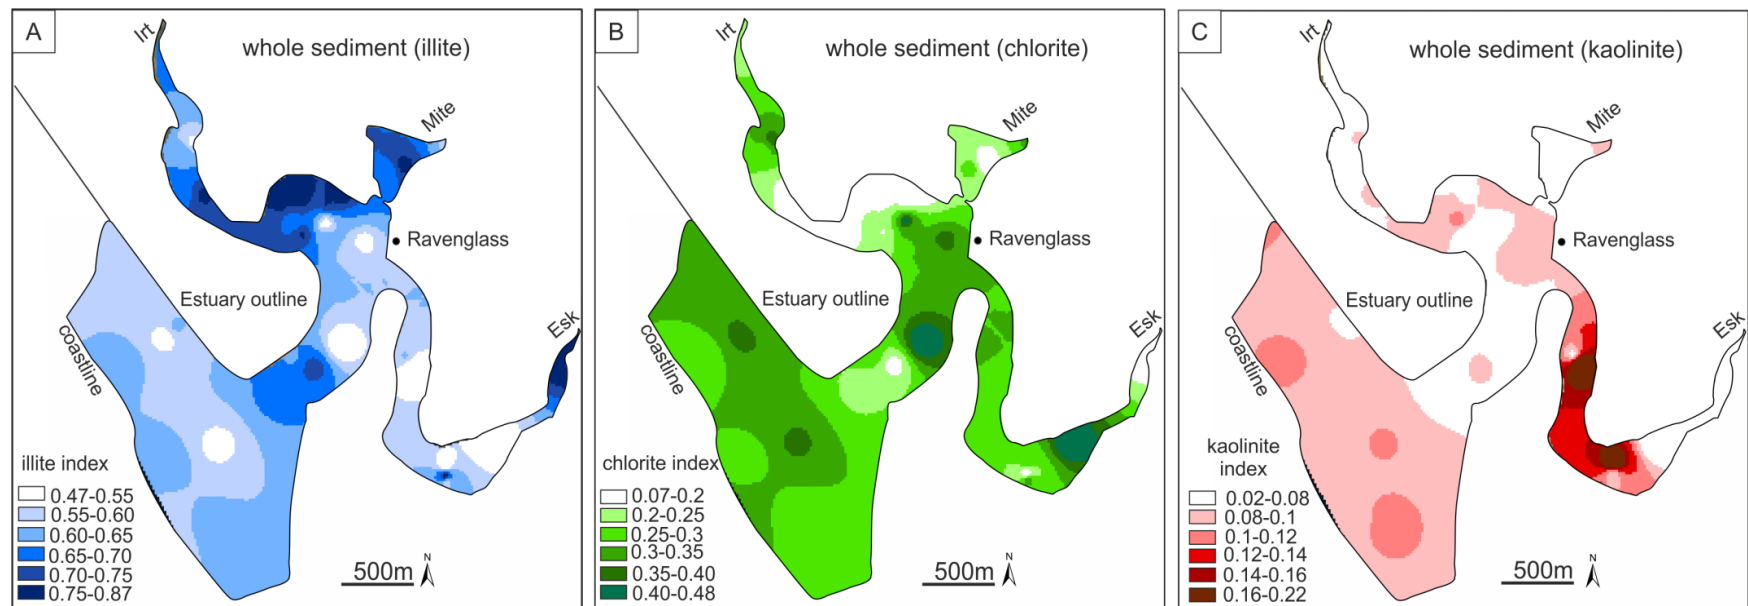 A
whole sediment (illite)
Irt
Mite
Ravenglass
Estuary outline
coastline
Esk
illite index
0.47-0.55
0.55-0.60
0.60-0.65
0.65-0.70
0.70-0.75
0.75-0.87
500m
N
B
whole sediment (chlorite)
Irt
Mite
Ravenglass
Estuary outline
coastline
Esk
chlorite index
0.07-0.2
0.2-0.25
0.25-0.3
0.3-0.35
0.35-0.40
0.40-0.48
500m
N
C
whole sediment (kaolinite)
Irt
Mite
Ravenglass
Estuary outline
coastline
Esk
kaolinite
index
0.02-0.08
0.08-0.1
0.1-0.12
0.12-0.14
0.14-0.16
0.16-0.22
500m
N